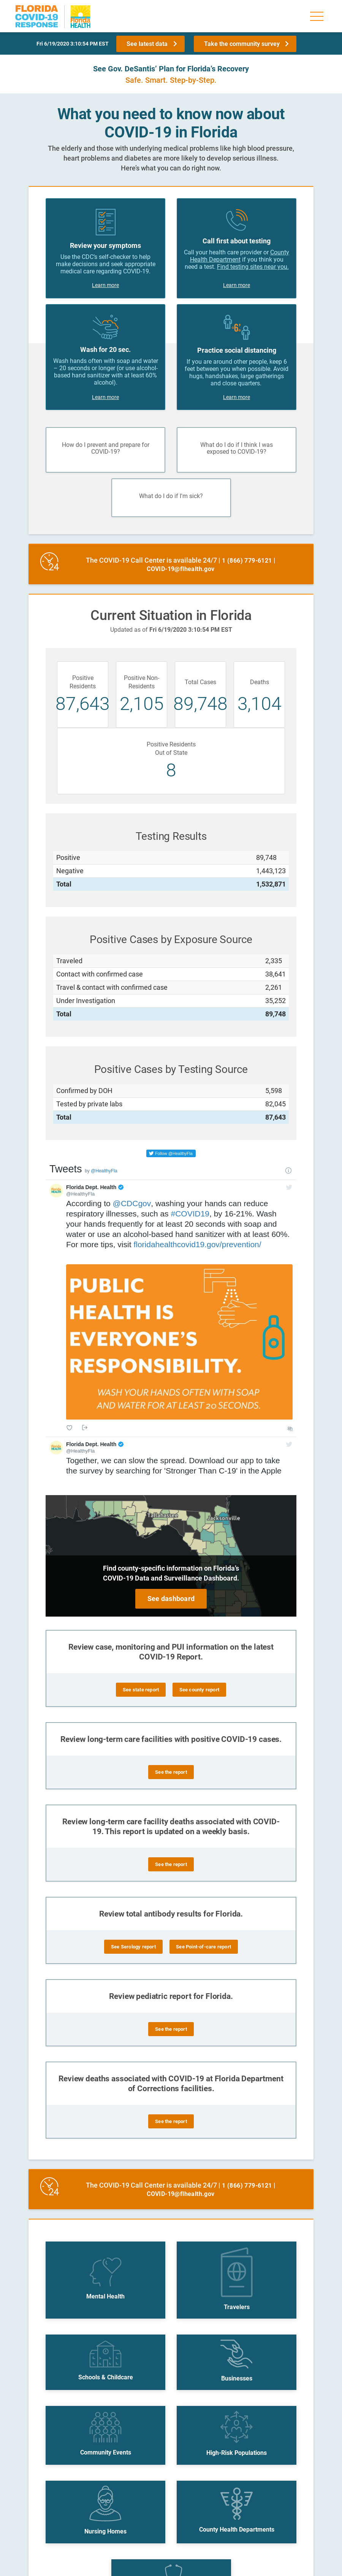 FLORIDA
COVID-19
RESPONSE
HEALTH
Fri 6/19/2020 3:10:54 PM EST
See latest data
Take the community survey
See Gov. DeSantis’ Plan for Florida’s Recovery
Safe. Smart. Step-by-Step.
What you need to know now about
COVID-19 in Florida
The elderly and those with underlying medical problems like high blood pressure,
heart problems and diabetes are more likely to develop serious illness.
Here's what you can do right now.
Review your symptoms
Use the CDC's self-checker to help
make decisions and seek appropriate
medical care regarding COVID-19.
Learn more
Call first about testing
Call your health care provider or County
Health Department if you think you
need a test. Find testing sites near you.
Learn more
Wash for 20 sec.
Wash hands often with soap and water
– 20 seconds or longer (or use alcohol-
based hand sanitizer with at least 60%
alcohol).
Learn more
Practice social distancing
If you are around other people, keep 6
feet between you when possible. Avoid
hugs, handshakes, large gatherings
and close quarters.
Learn more
How do I prevent and prepare for
COVID-19?
What do I do if I think I was
exposed to COVID-19?
What do I do if I'm sick?
24
The COVID-19 Call Center is available 24/7 | 1 (866) 779-6121 |
COVID-19@flhealth.gov
Current Situation in Florida
Updated as of Fri 6/19/2020 3:10:54 PM EST
Positive
Residents
87,643
Positive Non-
Residents
2,105
Total Cases
89,748
Deaths
3,104
Positive Residents
Out of State
8
Testing Results
Positive 89,748
Negative 1,443,123
Total 1,532,871
Positive Cases by Exposure Source
Traveled 2,335
Contact with confirmed case 38,641
Travel & contact with confirmed case 2,261
Under Investigation 35,252
Total 89,748
Positive Cases by Testing Source
Confirmed by DOH 5,598
Tested by private labs 82,045
Total 87,643
Follow @HealthyFla
Tweets by @HealthyFla
Florida Dept. Health
@HealthyFla
According to @CDCgov, washing your hands can reduce
respiratory illnesses, such as #COVID19, by 16-21%. Wash
your hands frequently for at least 20 seconds with soap and
water or use an alcohol-based hand sanitizer with at least 60%.
For more tips, visit floridahealthcovid19.gov/prevention/
PUBLIC
HEALTH IS
EVERYONE'S
RESPONSIBILITY.
WASH YOUR HANDS OFTEN WITH SOAP
AND WATER FOR AT LEAST 20 SECONDS.
Florida Dept. Health
@HealthyFla
Together, we can slow the spread. Download our app to take
the survey by searching for 'Stronger Than C-19' in the Apple
Tallahassee
Jacksonville
Find county-specific information on Florida's
COVID-19 Data and Surveillance Dashboard.
See dashboard
Review case, monitoring and PUI information on the latest
COVID-19 Report.
See state report
See county report
Review long-term care facilities with positive COVID-19 cases.
See the report
Review long-term care facility deaths associated with COVID-
19. This report is updated on a weekly basis.
See the report
Review total antibody results for Florida.
See Serology report
See Point-of-care report
Review pediatric report for Florida.
See the report
Review deaths associated with COVID-19 at Florida Department
of Corrections facilities.
See the report
24
The COVID-19 Call Center is available 24/7 | 1 (866) 779-6121 |
COVID-19@flhealth.gov
Mental Health
Travelers
Schools & Childcare
Businesses
Community Events
High-Risk Populations
Nursing Homes
County Health Departments